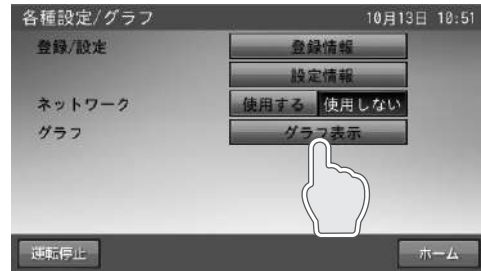 各種設定/グラフ 10月13日 10:51
登録/設定 登録情報
設定情報
ネットワーク 使用する 使用しない
グラフ グラフ表示
運転停止 ホーム